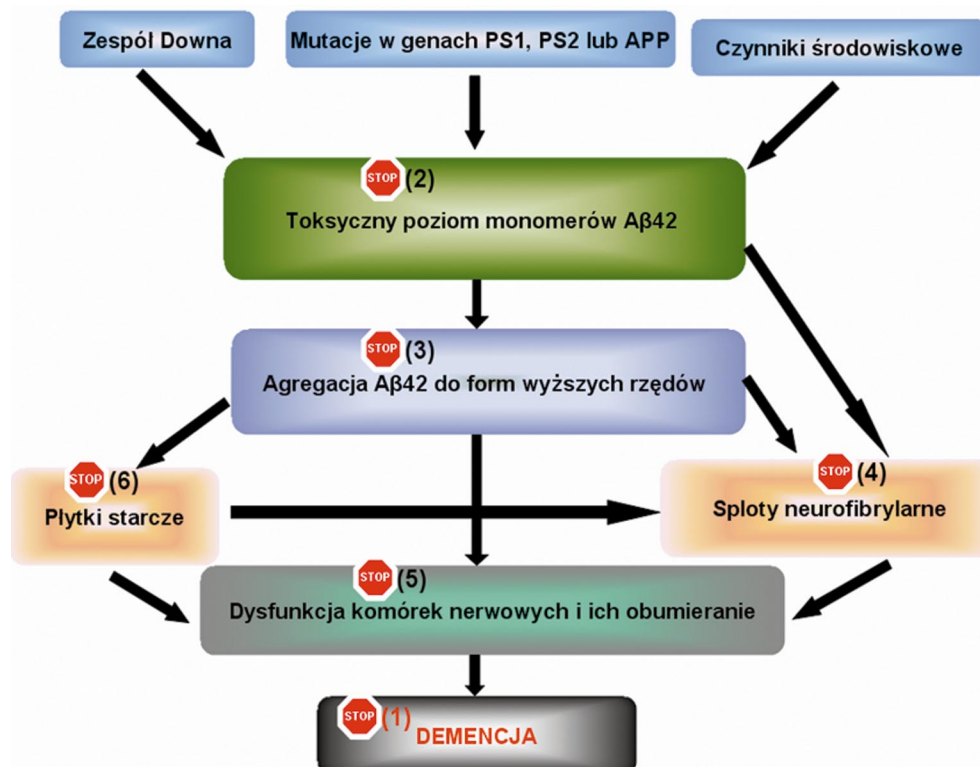 Zespół Downa
Mutacje w genach PS1, PS2 lub APP
Czynniki środowiskowe
STOP (2)
Toksyczny poziom monomerów Aβ42
STOP (3)
Agregacja Aβ42 do form wyższych rzędów
STOP (6)
Płytki starcze
STOP (4)
Sploty neurofibrylarne
STOP (5)
Dysfunkcja komórek nerwowych i ich obumieranie
STOP (1)
DEMENCJA